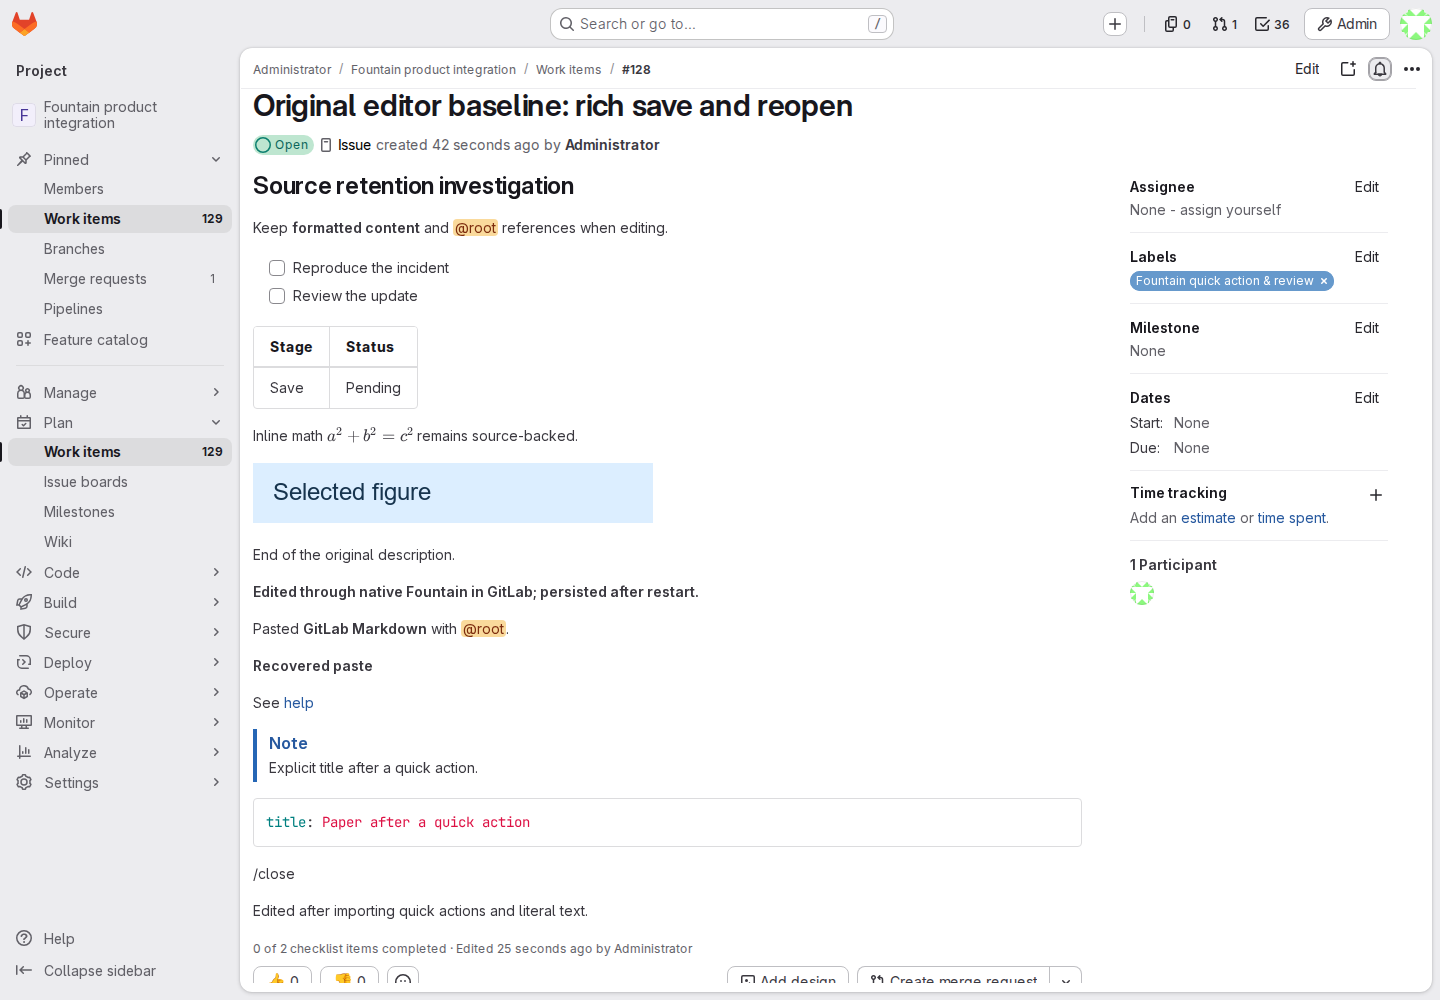 Search or go to...
/
0
1
36
Admin
Project
F
Fountain product integration
Pinned
Members
Work items 129
Branches
Merge requests 1
Pipelines
Feature catalog
Manage
Plan
Work items 129
Issue boards
Milestones
Wiki
Code
Build
Secure
Deploy
Operate
Monitor
Analyze
Settings
Help
Collapse sidebar
Administrator / Fountain product integration / Work items / #128
Edit
Original editor baseline: rich save and reopen
Open Issue created 42 seconds ago by Administrator
Source retention investigation
Keep formatted content and @root references when editing.
Reproduce the incident
Review the update
Stage Status
Save Pending
Inline math a² + b² = c² remains source-backed.
Selected figure
End of the original description.
Edited through native Fountain in GitLab; persisted after restart.
Pasted GitLab Markdown with @root.
Recovered paste
See help
Note
Explicit title after a quick action.
title: Paper after a quick action
/close
Edited after importing quick actions and literal text.
0 of 2 checklist items completed · Edited 25 seconds ago by Administrator
👍 0
👎 0
Add design
Create merge request
Assignee Edit
None - assign yourself
Labels Edit
Fountain quick action & review ×
Milestone Edit
None
Dates Edit
Start: None
Due: None
Time tracking
Add an estimate or time spent.
1 Participant